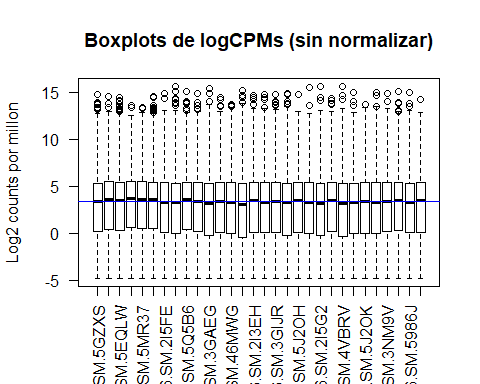 Boxplots de logCPMs (sin normalizar)
Log2 counts per millon
15
10
5
0
-5
SM.5GZXS
SM.5EQLW
SM.5MR37
SM.2I5FE
SM.5Q5B6
SM.3GAEG
SM.46MWG
SM.2I3EH
SM.3GIJR
SM.5J2OH
SM.2I5G2
SM.4VBRV
SM.5J2OK
SM.3NM9V
SM.5986J